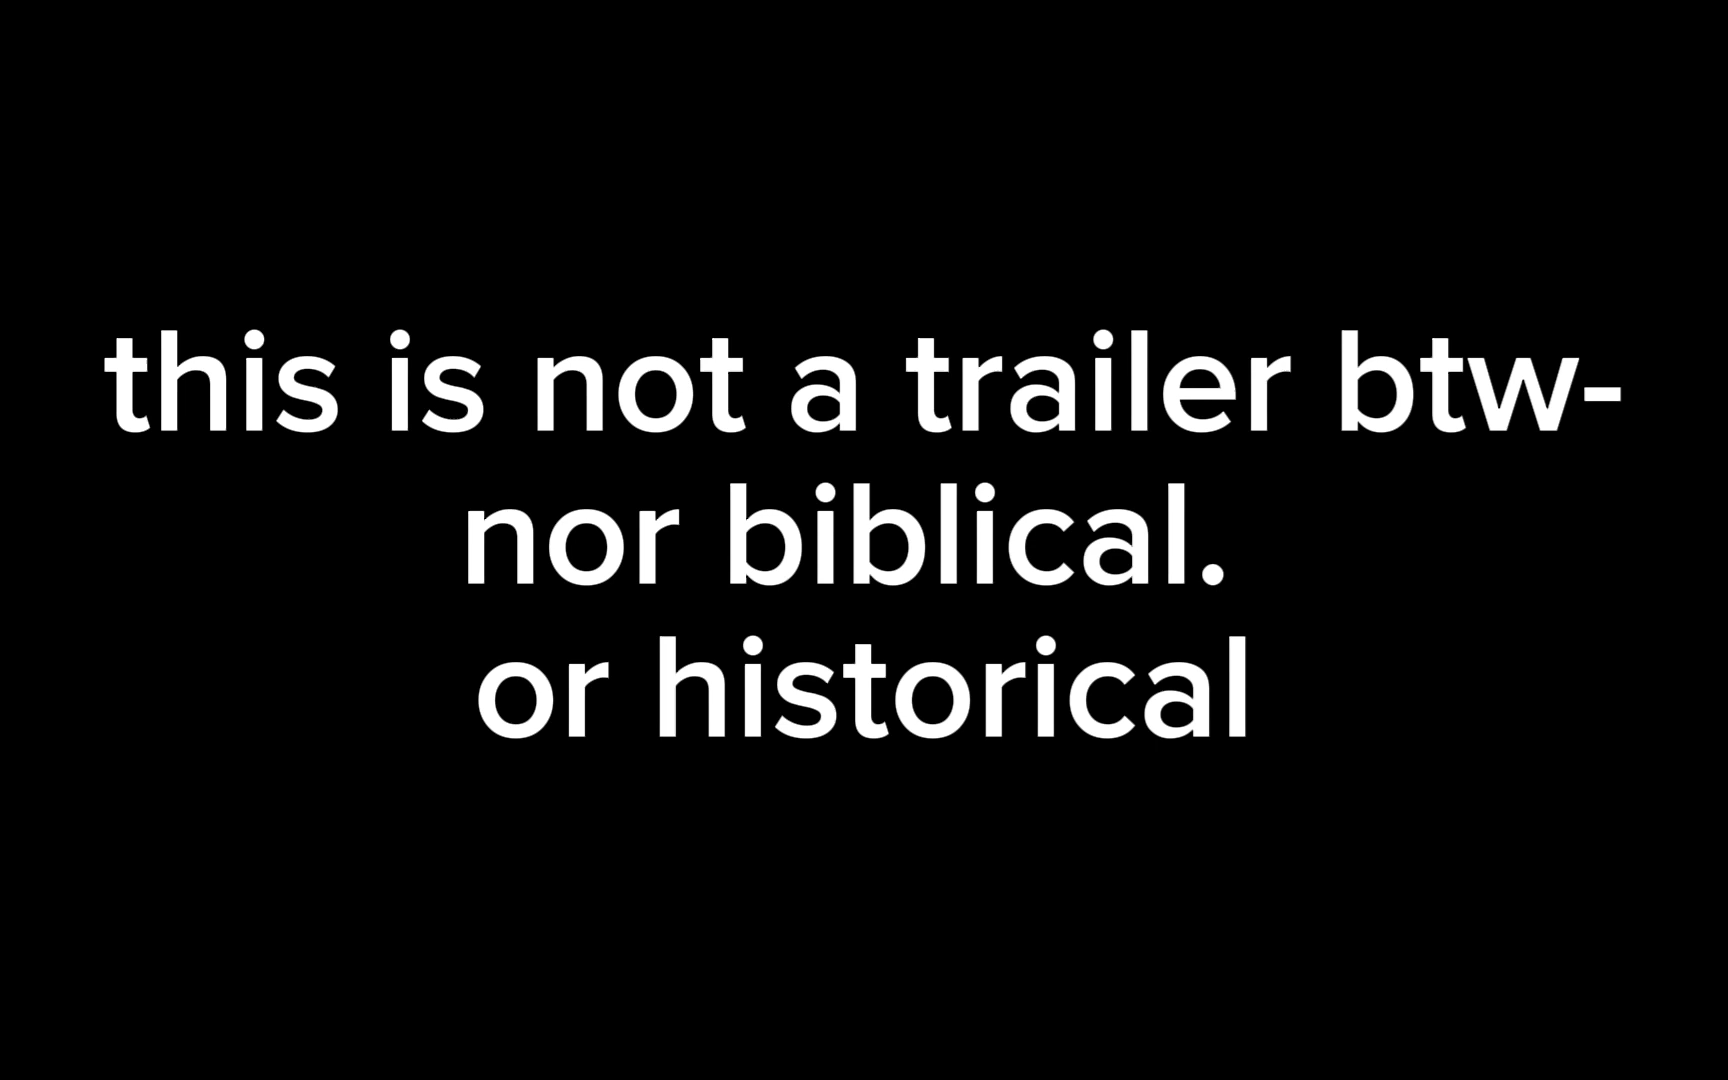 this is not a trailer btw-
nor biblical.
or historical